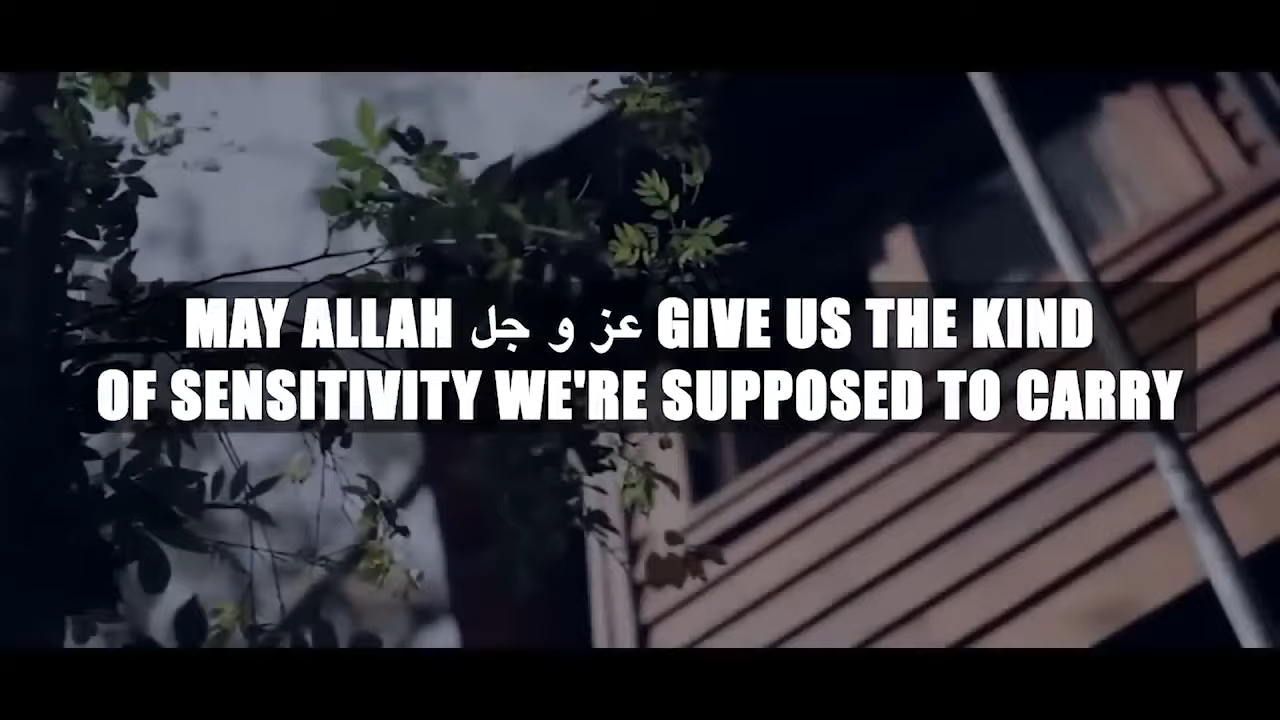 MAY ALLAH عز و جل GIVE US THE KIND
OF SENSITIVITY WE'RE SUPPOSED TO CARRY